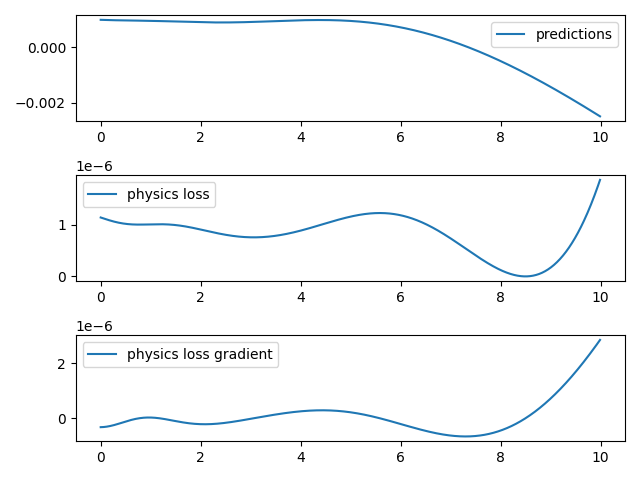 0.000
−0.002
predictions
0 2 4 6 8 10
1e−6
1
0
physics loss
0 2 4 6 8 10
1e−6
2
0
physics loss gradient
0 2 4 6 8 10